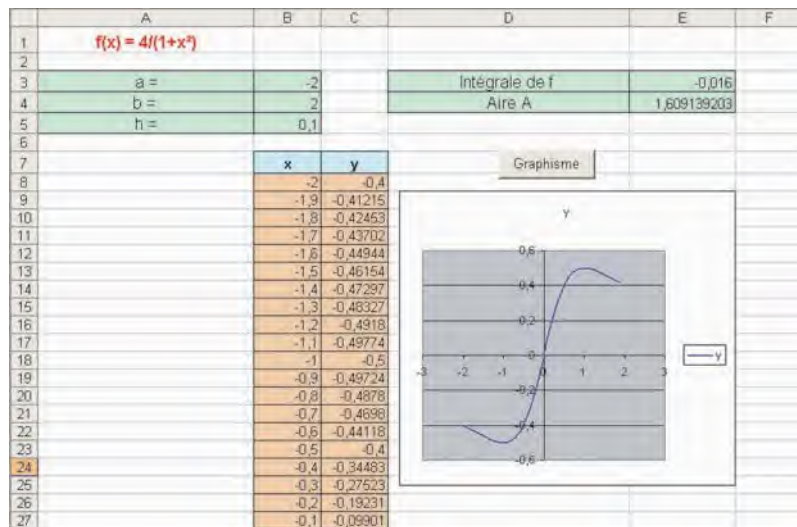 A B C D E F
1 f(x) = 4/(1+x²)
2
3 a = -2 Intégrale de f -0,016
4 b = 2 Aire A 1,609139203
5 h = 0,1
6
7 x y Graphisme
8 -2 -0,4
9 -1,9 -0,41215
10 -1,8 -0,42453
11 -1,7 -0,43702
12 -1,6 -0,44944
13 -1,5 -0,46154
14 -1,4 -0,47297
15 -1,3 -0,48327
16 -1,2 -0,4918
17 -1,1 -0,49774
18 -1 -0,5
19 -0,9 -0,49724
20 -0,8 -0,4878
21 -0,7 -0,4698
22 -0,6 -0,44118
23 -0,5 -0,4
24 -0,4 -0,34483
25 -0,3 -0,27523
26 -0,2 -0,19231
27 -0,1 -0,09901
y
0,6
0,4
0,2
0
-3 -2 -1 0 1 2 3
-0,2
-0,4
-0,6
y